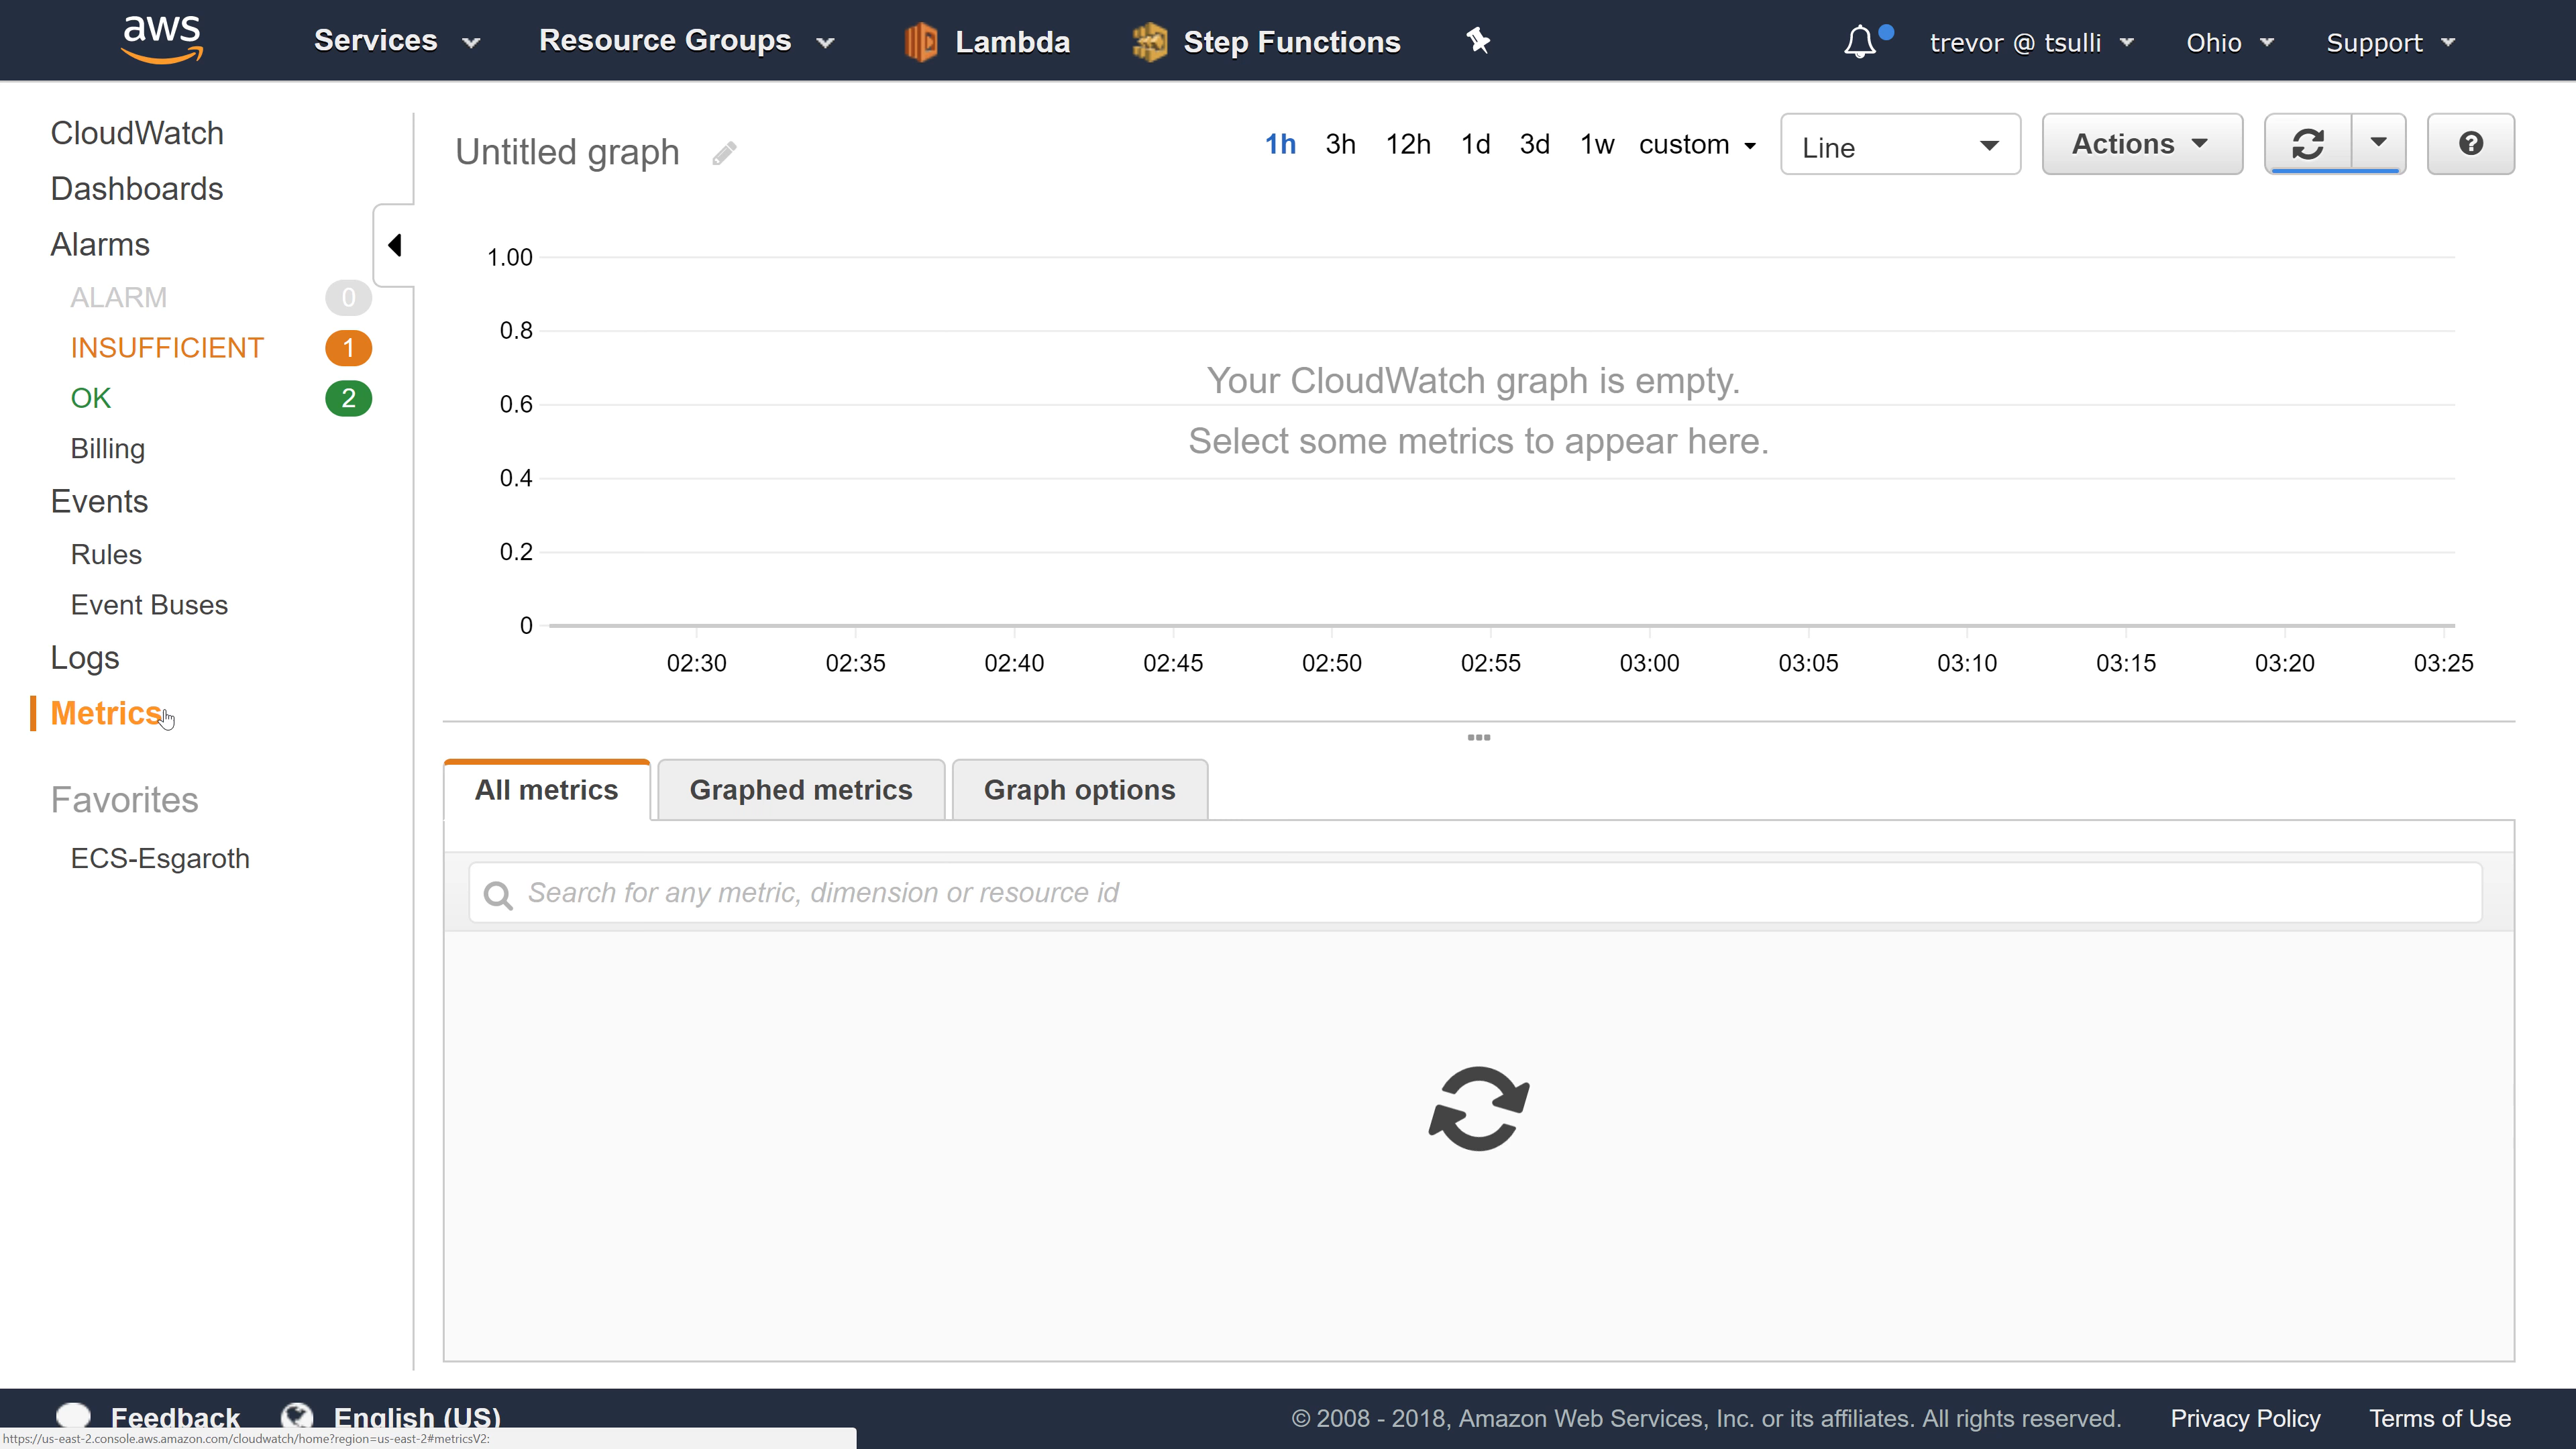 aws
Services
Resource Groups
Lambda
Step Functions
trevor @ tsulli
Ohio
Support
CloudWatch
Dashboards
Alarms
ALARM 0
INSUFFICIENT 1
OK 2
Billing
Events
Rules
Event Buses
Logs
Metrics
Favorites
ECS-Esgaroth
Untitled graph
1h 3h 12h 1d 3d 1w custom
Line
Actions
?
1.00
0.8
0.6
0.4
0.2
0
Your CloudWatch graph is empty.
Select some metrics to appear here.
02:30 02:35 02:40 02:45 02:50 02:55 03:00 03:05 03:10 03:15 03:20 03:25
All metrics
Graphed metrics
Graph options
Search for any metric, dimension or resource id
Feedback
English (US)
© 2008 - 2018, Amazon Web Services, Inc. or its affiliates. All rights reserved.
Privacy Policy
Terms of Use
https://us-east-2.console.aws.amazon.com/cloudwatch/home?region=us-east-2#metricsV2: